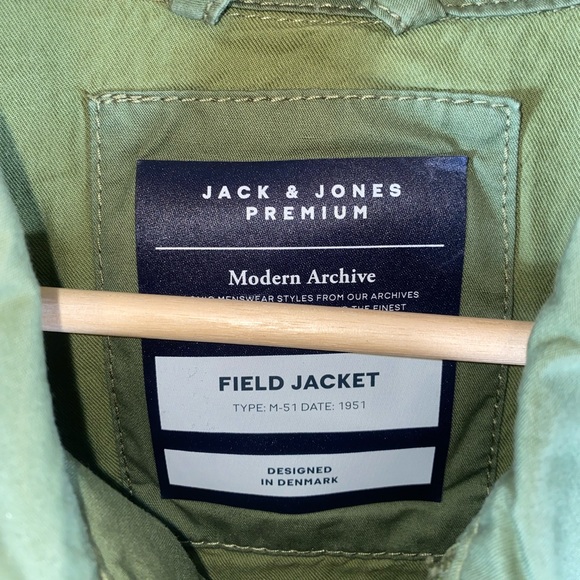 JACK & JONES
PREMIUM
Modern Archive
MENSWEAR STYLES FROM OUR ARCHIVES
THE FINEST
FIELD JACKET
TYPE: M-51 DATE: 1951
DESIGNED
IN DENMARK